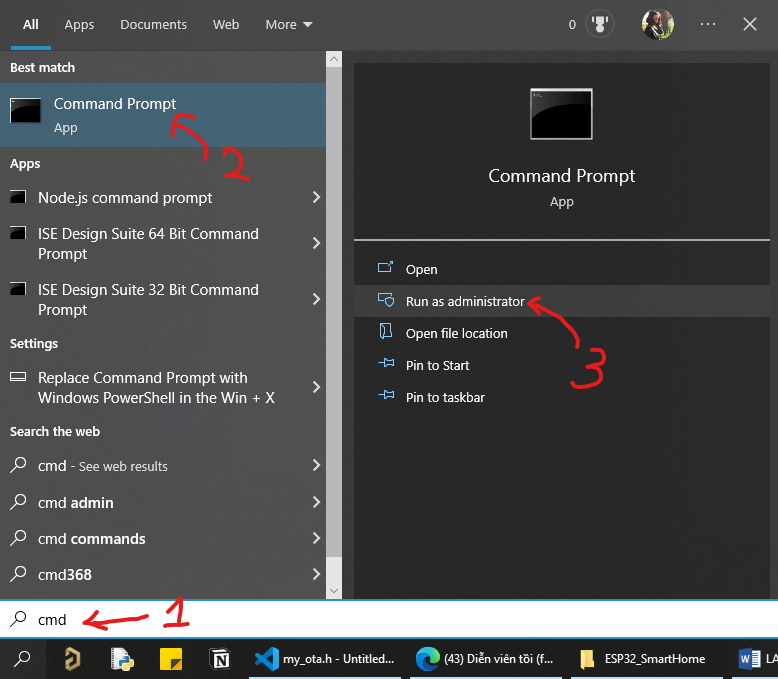 All Apps Documents Web More 0 ...
Best match
Command Prompt
App
2
Apps
Node.js command prompt
ISE Design Suite 64 Bit Command
Prompt
ISE Design Suite 32 Bit Command
Prompt
Settings
Replace Command Prompt with
Windows PowerShell in the Win + X
Search the web
cmd - See web results
cmd admin
cmd commands
cmd368
Command Prompt
App
Open
Run as administrator
3
Open file location
Pin to Start
Pin to taskbar
cmd
1
my_ota.h - Untitled... (43) Diễn viên tồi (f... ESP32_SmartHome LA